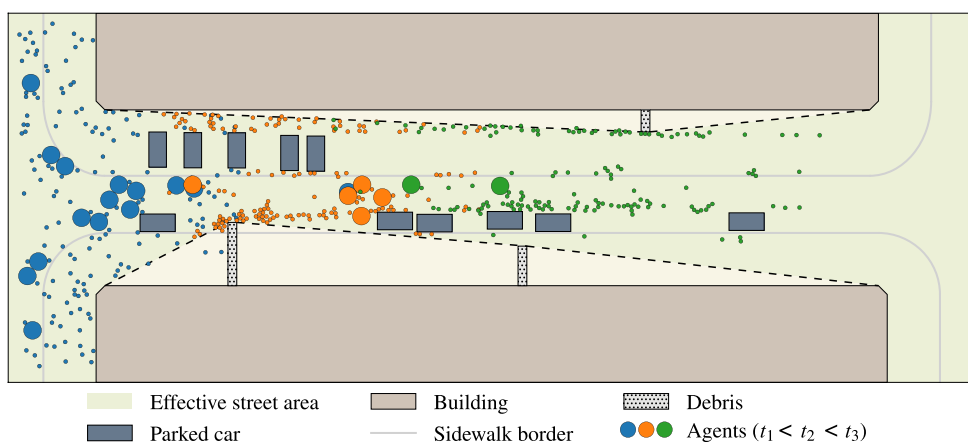 Effective street area Building Debris
Parked car Sidewalk border Agents (t₁ < t₂ < t₃)